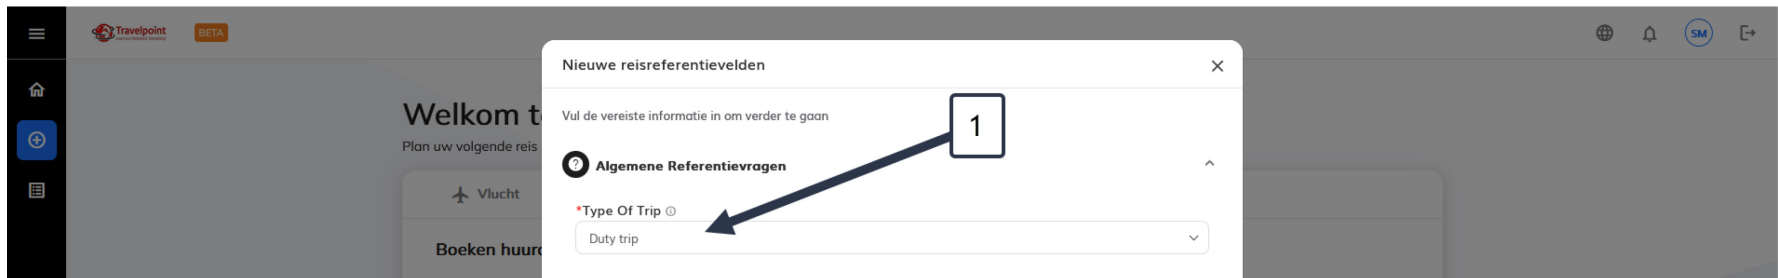 Travelpoint
BETA
SM
Nieuwe reisreferentievelden
Welkom t
Vul de vereiste informatie in om verder te gaan
1
Plan uw volgende reis
Algemene Referentievragen
Vlucht
*Type Of Trip
Duty trip
Boeken huur